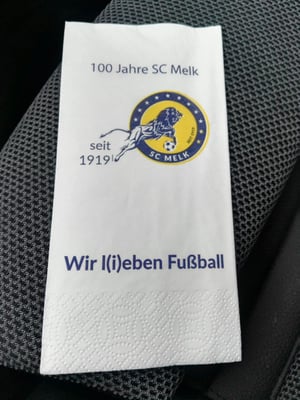 100 Jahre SC Melk
seit
1919
SC MELK
Wir l(i)eben Fußball